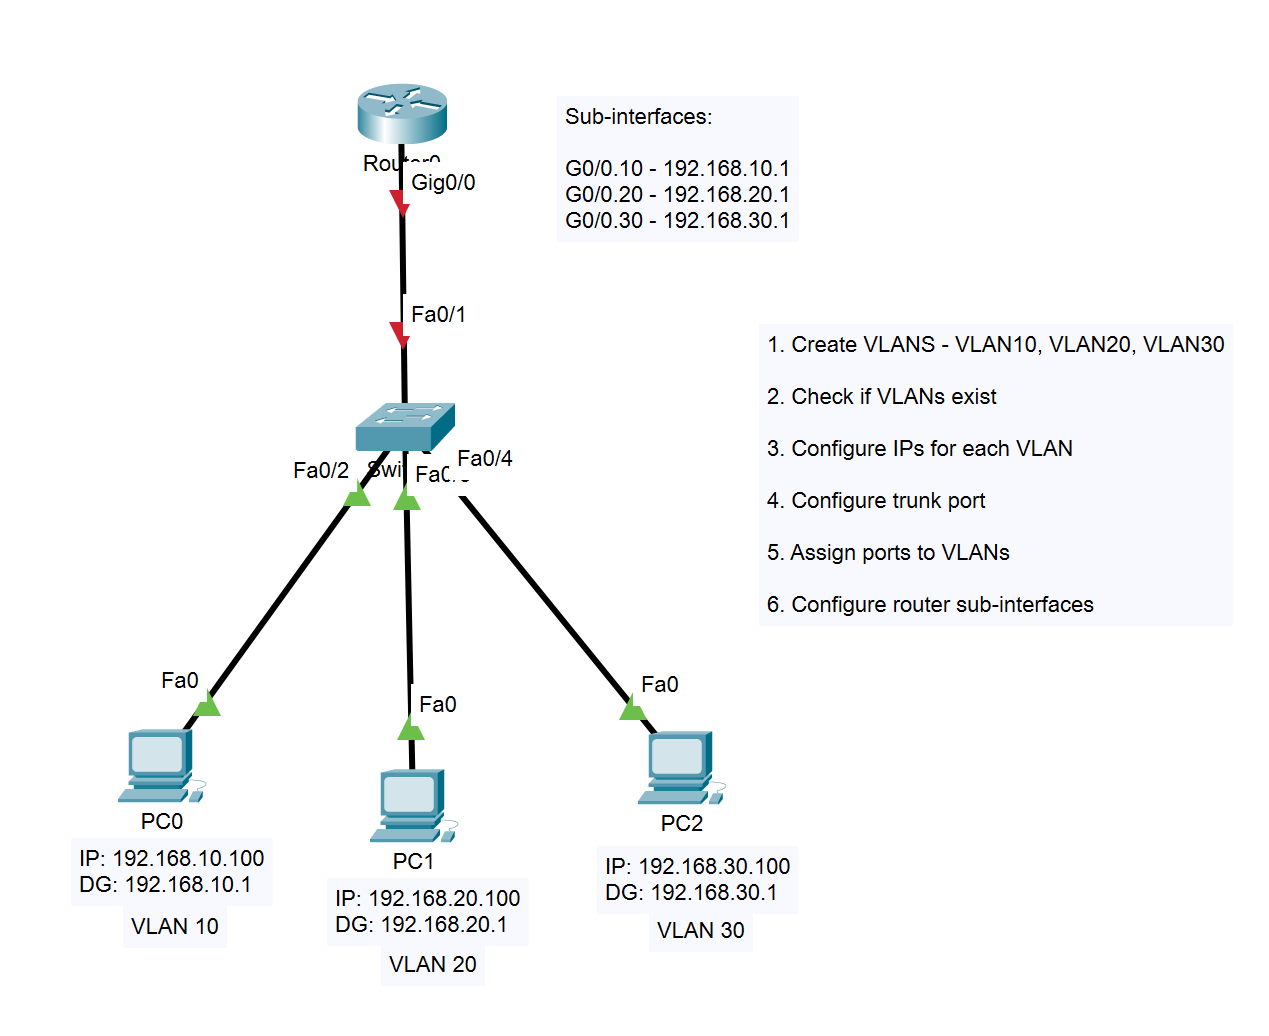 Sub-interfaces:
G0/0.10 - 192.168.10.1
G0/0.20 - 192.168.20.1
G0/0.30 - 192.168.30.1
Router0
Gig0/0
Fa0/1
1. Create VLANS - VLAN10, VLAN20, VLAN30
2. Check if VLANs exist
3. Configure IPs for each VLAN
4. Configure trunk port
5. Assign ports to VLANs
6. Configure router sub-interfaces
Fa0/2
Fa0/4
Fa0
Fa0
Fa0
PC0
IP: 192.168.10.100
DG: 192.168.10.1
VLAN 10
PC1
IP: 192.168.20.100
DG: 192.168.20.1
VLAN 20
PC2
IP: 192.168.30.100
DG: 192.168.30.1
VLAN 30